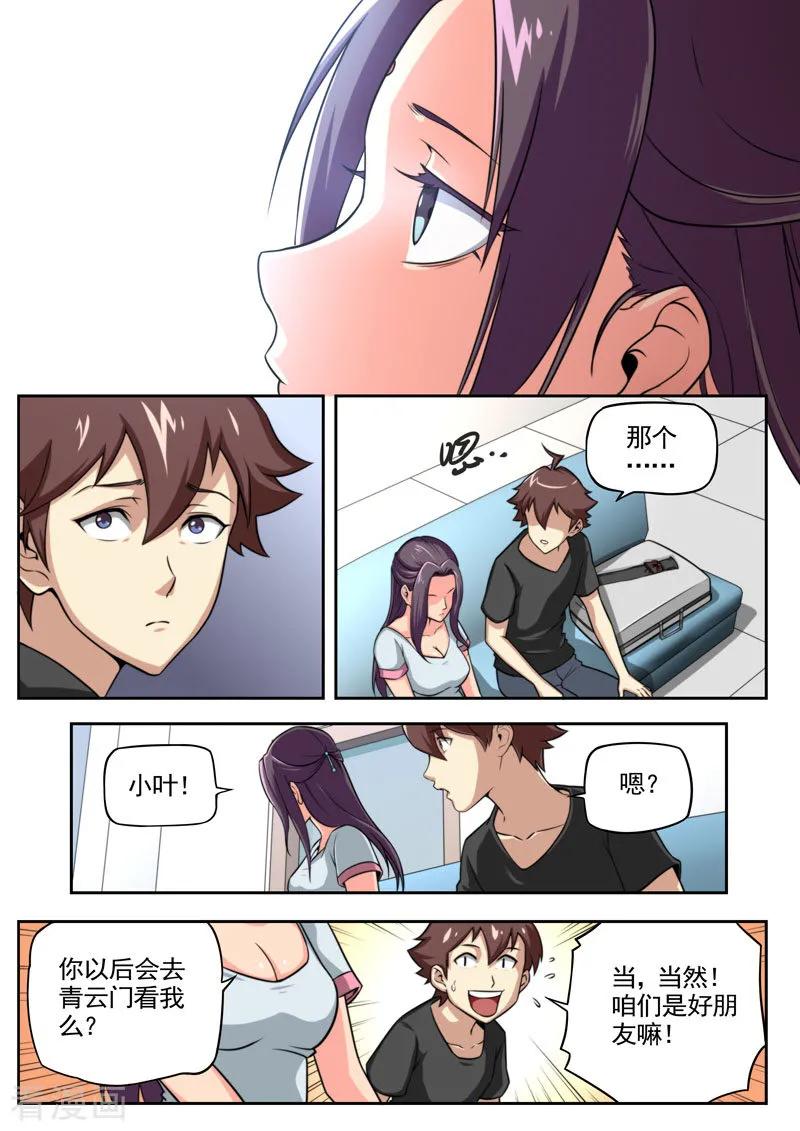 那个
……
嗯…
小叶！
嗯？
你以后会去
青云门看我
么？
当，当然！
咱们是好朋
友嘛！
看漫画